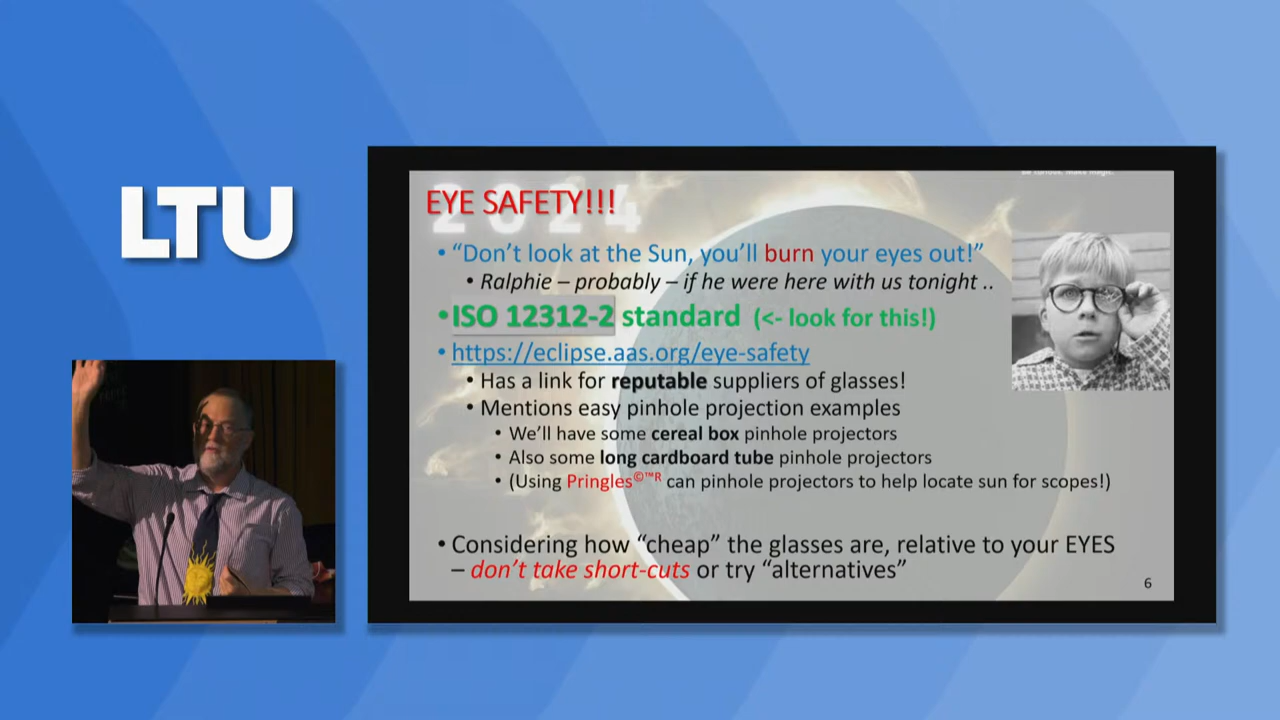 LTU
2024
EYE SAFETY!!!
• “Don’t look at the Sun, you’ll burn your eyes out!”
• Ralphie – probably – if he were here with us tonight ..
•ISO 12312-2 standard (<- look for this!)
• https://eclipse.aas.org/eye-safety
• Has a link for reputable suppliers of glasses!
• Mentions easy pinhole projection examples
• We’ll have some cereal box pinhole projectors
• Also some long cardboard tube pinhole projectors
• (Using Pringles©™R can pinhole projectors to help locate sun for scopes!)
• Considering how “cheap” the glasses are, relative to your EYES
– don’t take short-cuts or try “alternatives”
6